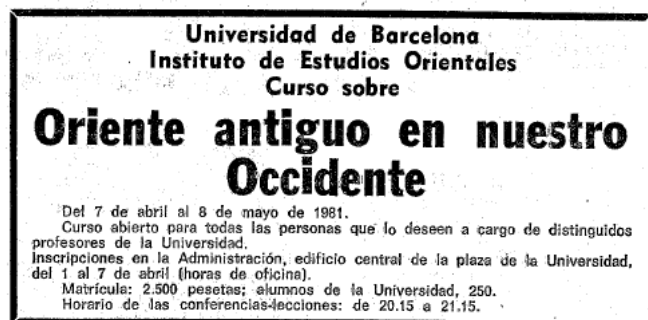 Universidad de Barcelona
Instituto de Estudios Orientales
Curso sobre
Oriente antiguo en nuestro
Occidente
Del 7 de abril al 8 de mayo de 1981.
Curso abierto para todas las personas que lo deseen a cargo de distinguidos
profesores de la Universidad.
Inscripciones en la Administración, edificio central de la plaza de la Universidad,
del 1 al 7 de abril (horas de oficina).
Matrícula: 2.500 pesetas; alumnos de la Universidad, 250.
Horario de las conferencias-lecciones: de 20.15 a 21.15.